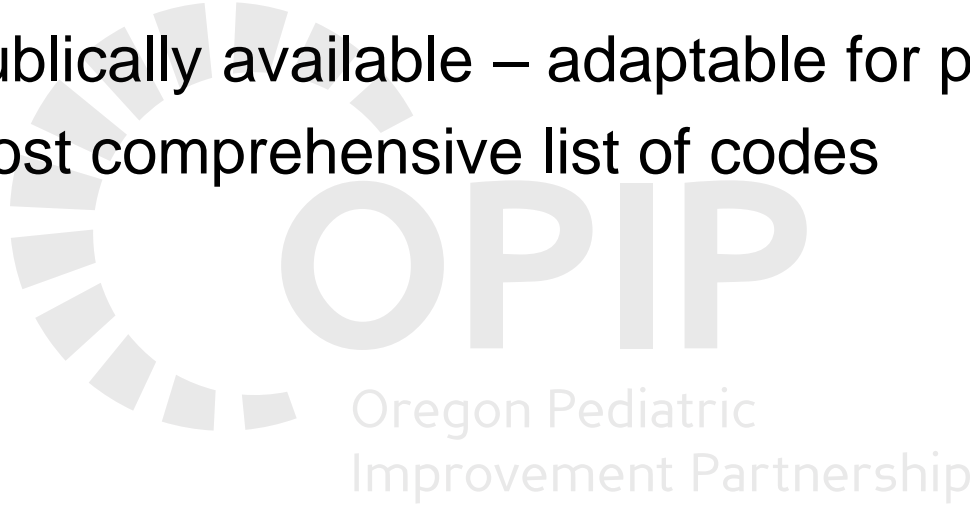 ublically available – adaptable for p
ost comprehensive list of codes
OPIP
Oregon Pediatric
Improvement Partnership